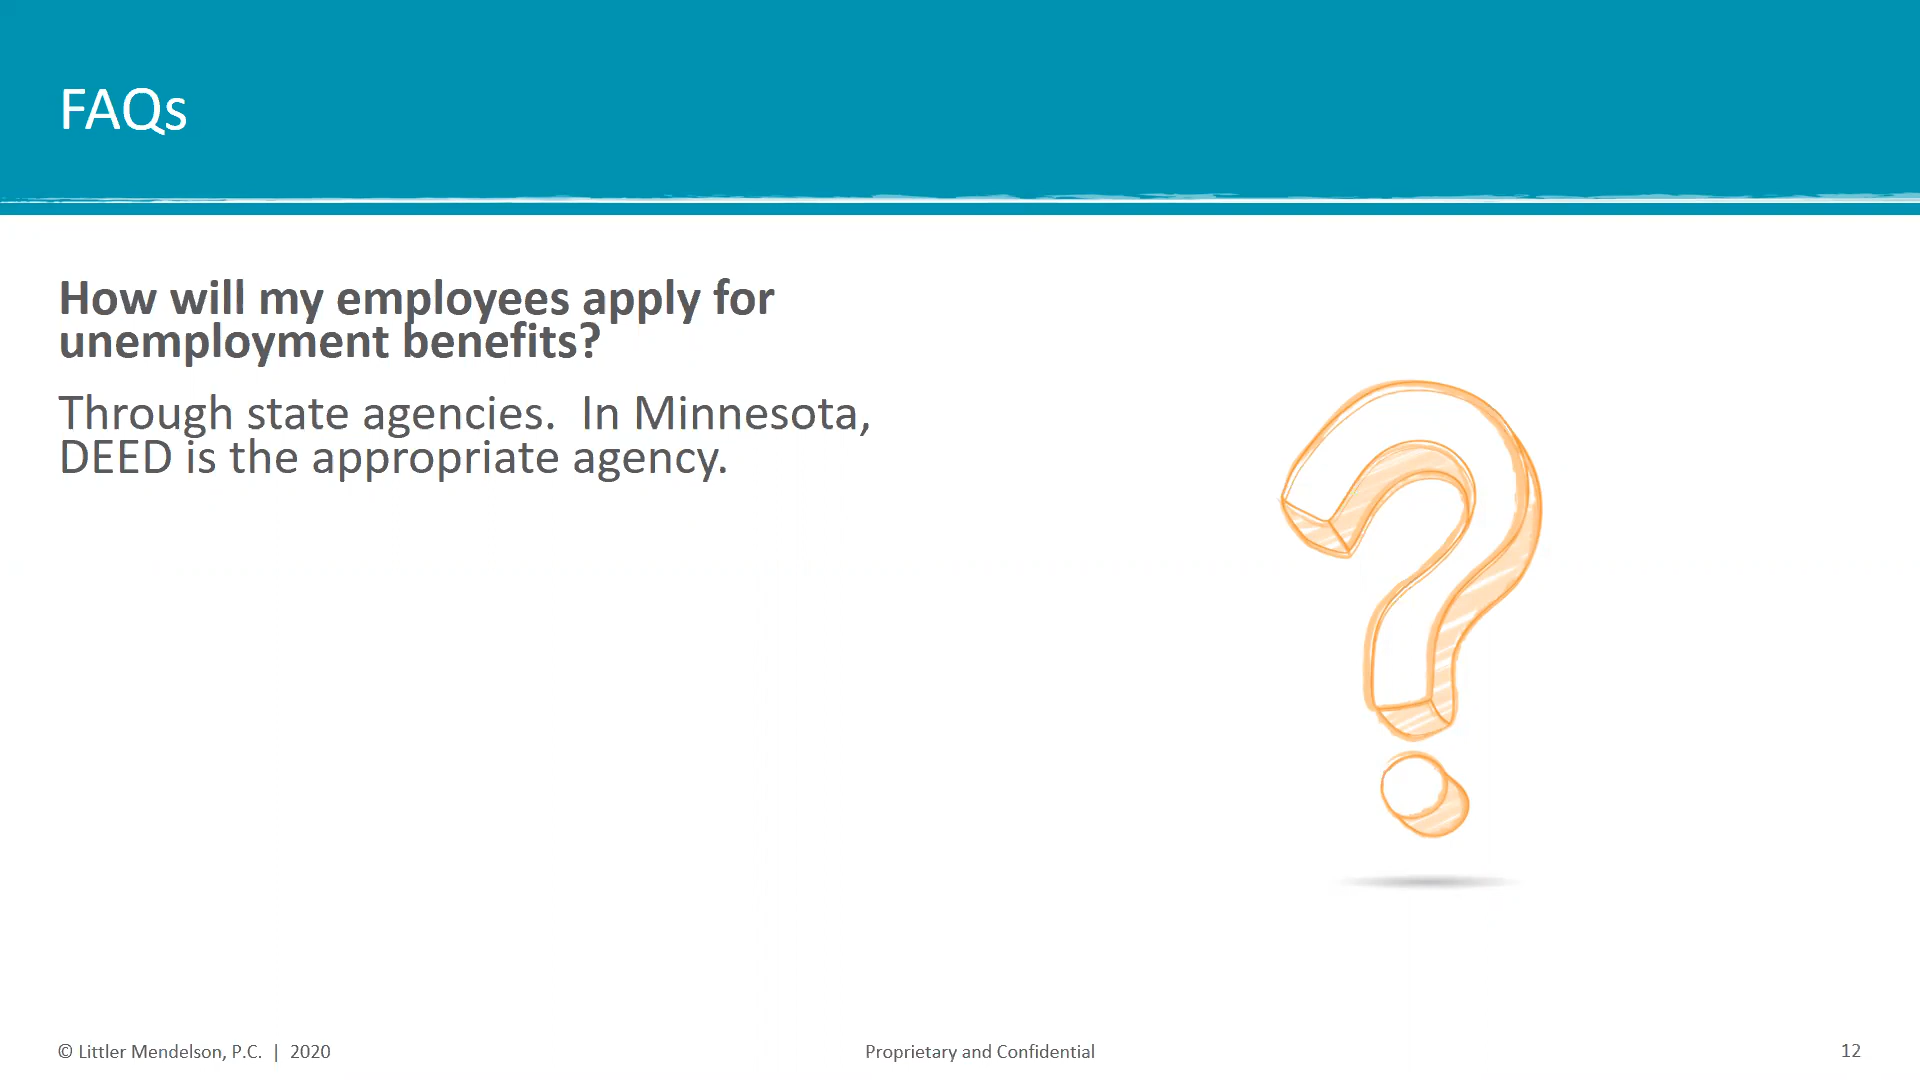 FAQs
How will my employees apply for
unemployment benefits?
Through state agencies.  In Minnesota,
DEED is the appropriate agency.
© Littler Mendelson, P.C.  |  2020
Proprietary and Confidential
12